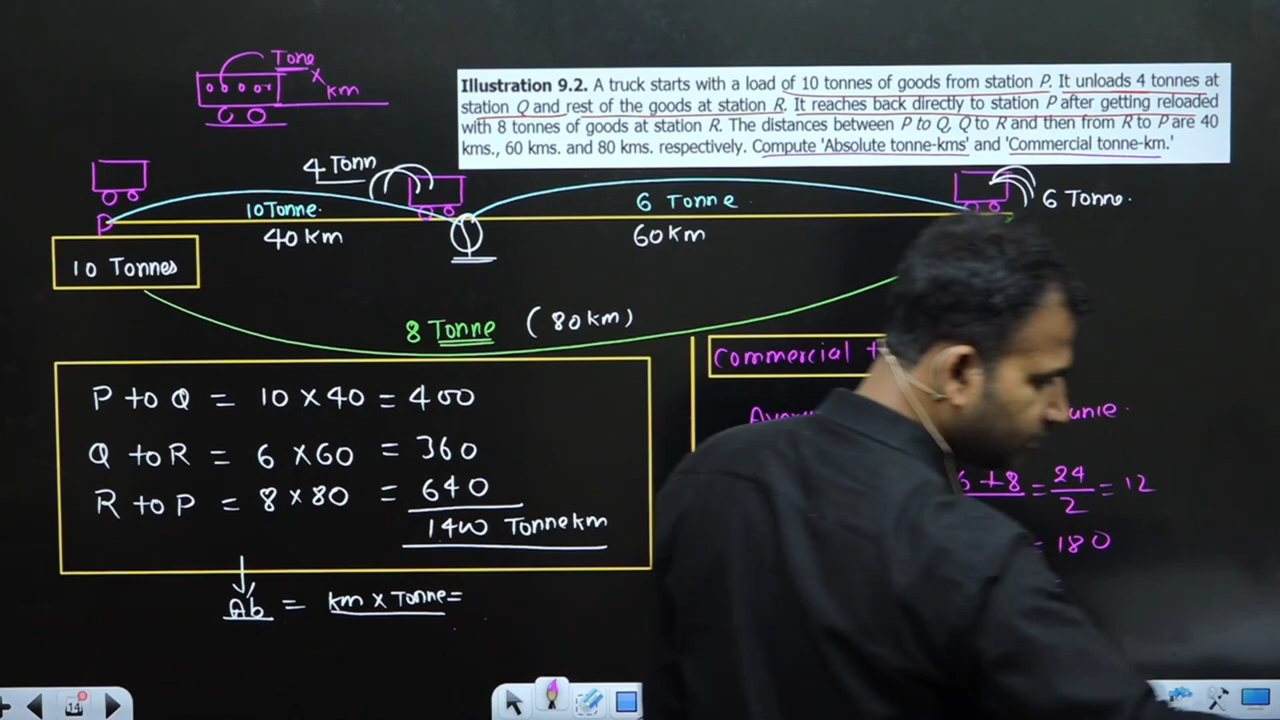 Tone
x
km
Illustration 9.2. A truck starts with a load of 10 tonnes of goods from station P. It unloads 4 tonnes at
station Q and rest of the goods at station R. It reaches back directly to station P after getting reloaded
with 8 tonnes of goods at station R. The distances between P to Q, Q to R and then from R to P are 40
kms., 60 kms. and 80 kms. respectively. Compute 'Absolute tonne-kms' and 'Commercial tonne-km.'
4 Tonn
10 Tonne.
6 Tonne
6 Tonne.
P
40 km
60 km
10 Tonnes
8 Tonne (80 km)
Commercial t
P to Q = 10 x 40 = 400
Q to R = 6 x 60 = 360
R to P = 8 x 80 = 640
1400 Tonnekm
6 + 8 = 24/2 = 12
= 180
Ab = km x Tonne =
14